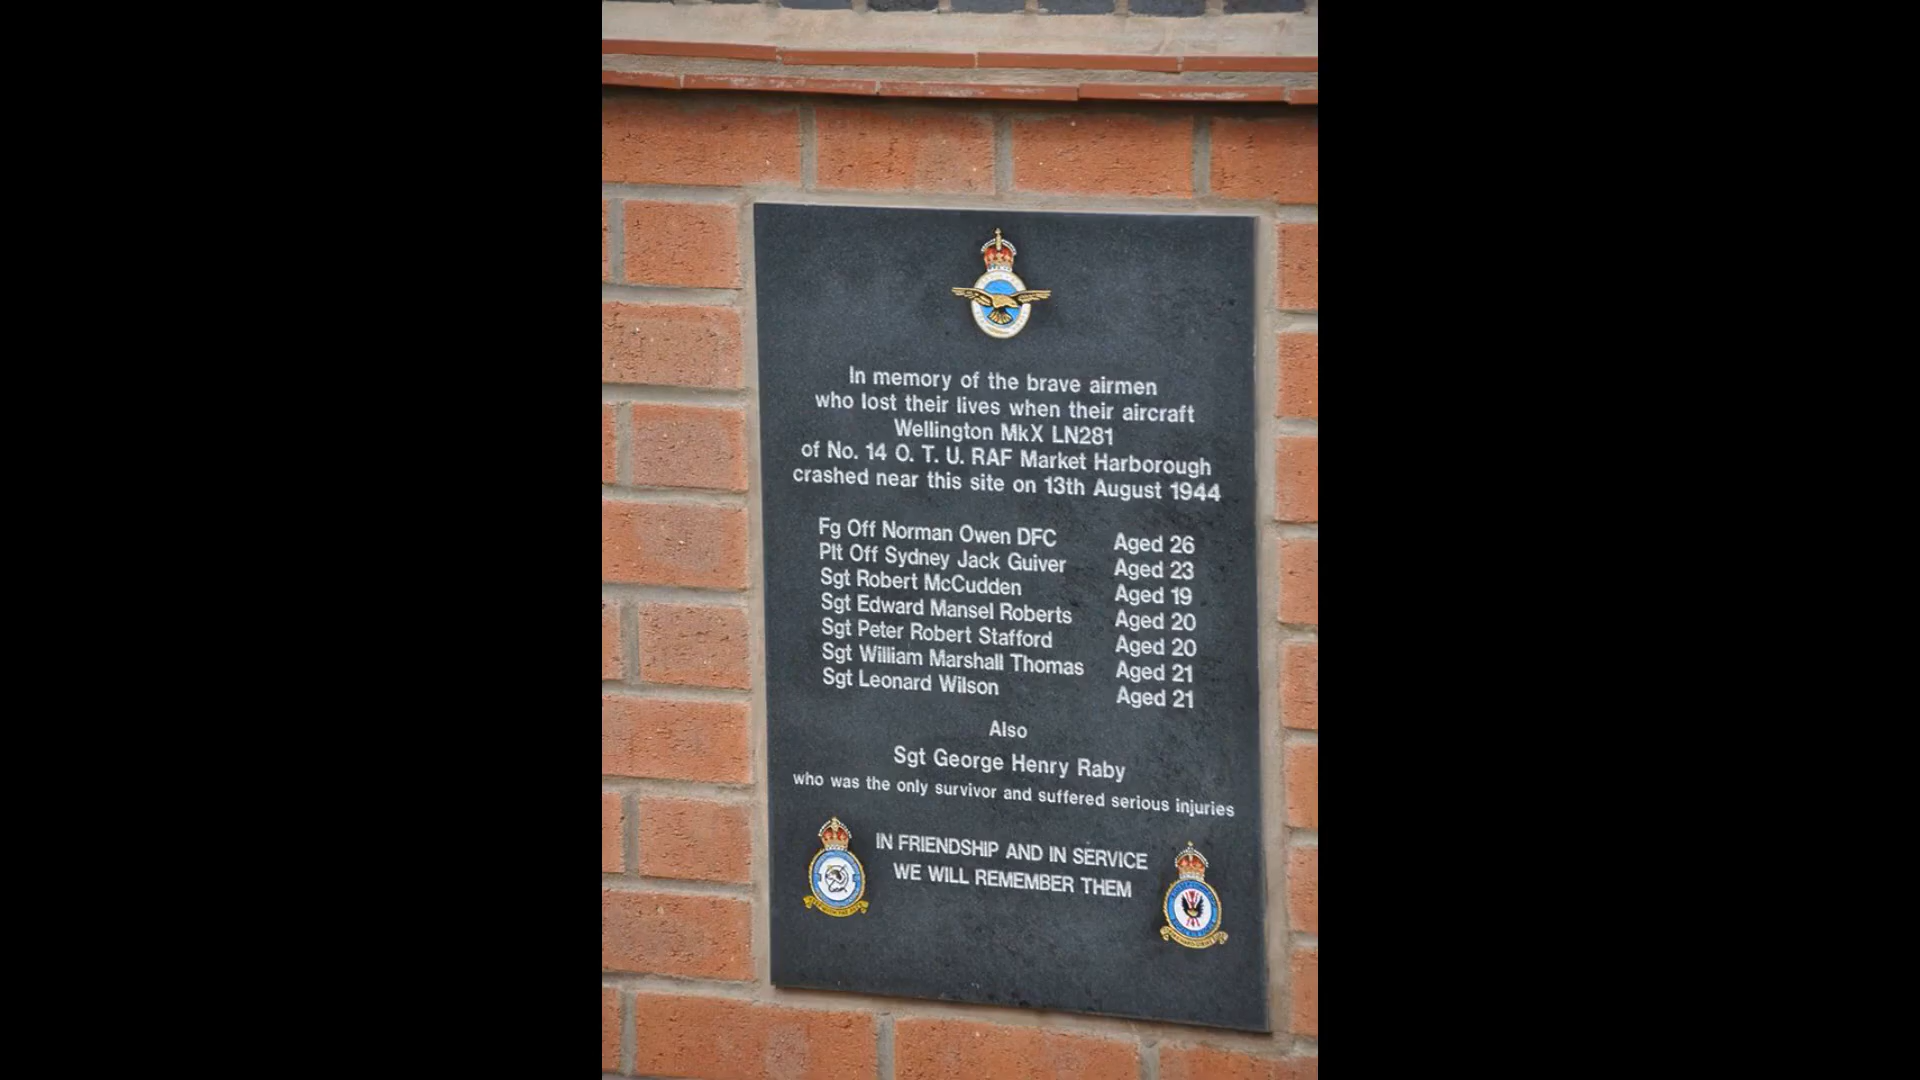 In memory of the brave airmen
who lost their lives when their aircraft
Wellington MkX LN281
of No. 14 O. T. U. RAF Market Harborough
crashed near this site on 13th August 1944
Fg Off Norman Owen DFC Aged 26
Plt Off Sydney Jack Guiver Aged 23
Sgt Robert McCudden Aged 19
Sgt Edward Mansel Roberts Aged 20
Sgt Peter Robert Stafford Aged 20
Sgt William Marshall Thomas Aged 21
Sgt Leonard Wilson Aged 21
Also
Sgt George Henry Raby
who was the only survivor and suffered serious injuries
IN FRIENDSHIP AND IN SERVICE
WE WILL REMEMBER THEM